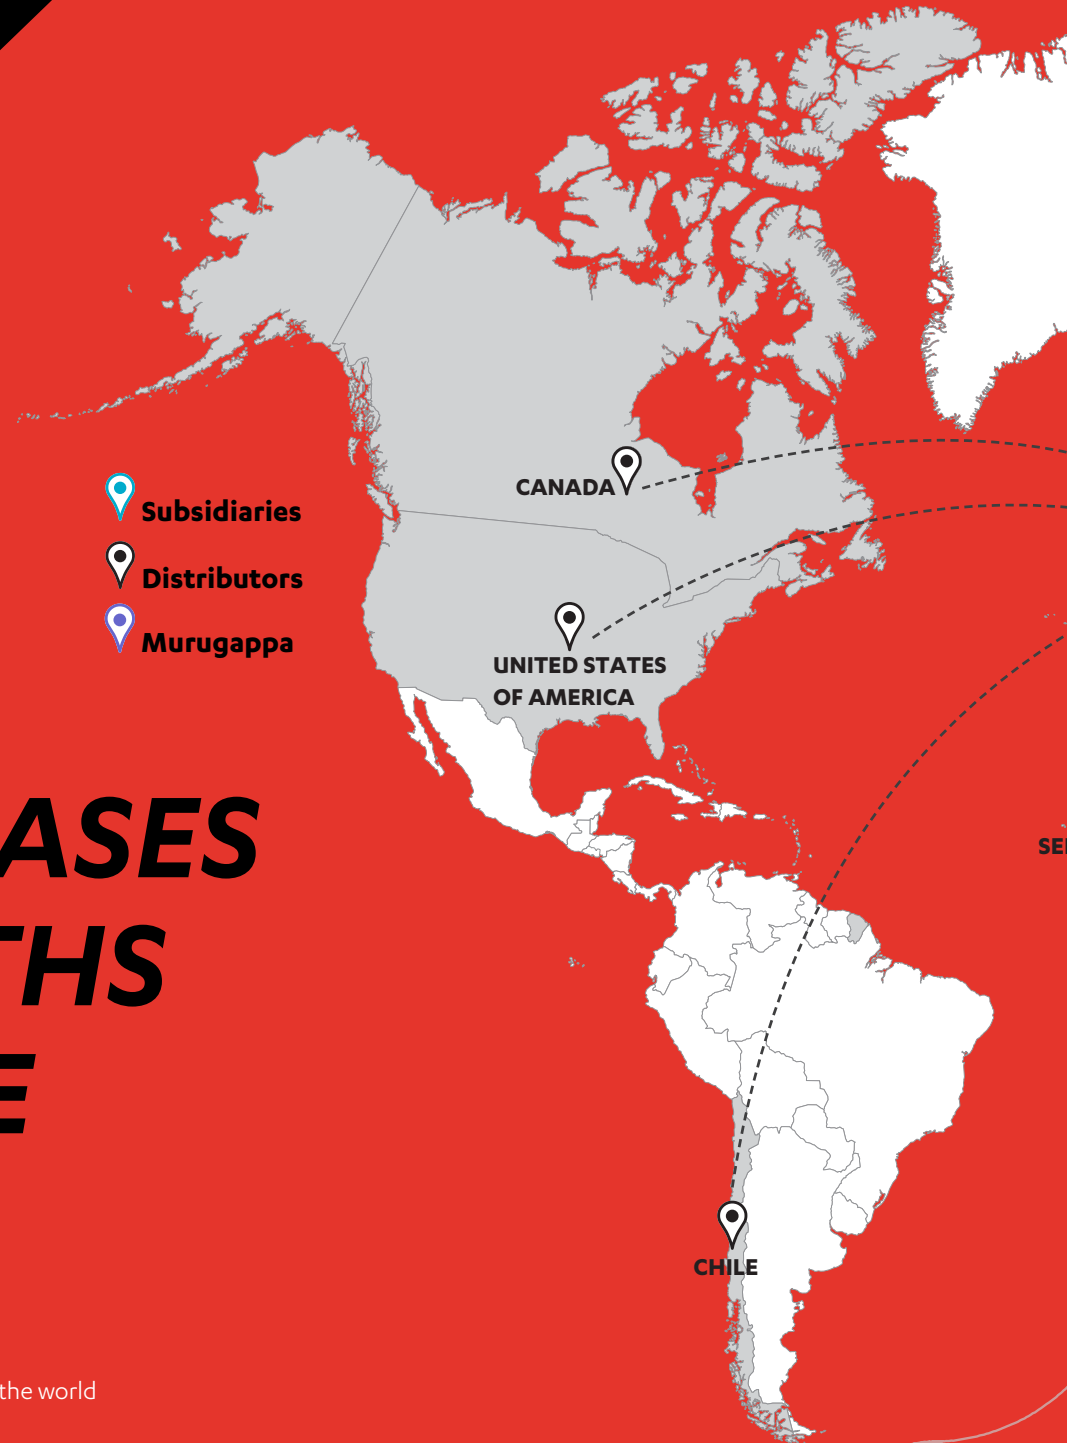 CANADA
Subsidiaries
Distributors
Murugappa
UNITED STATES
OF AMERICA
ASES
THS
E
CHILE
the world